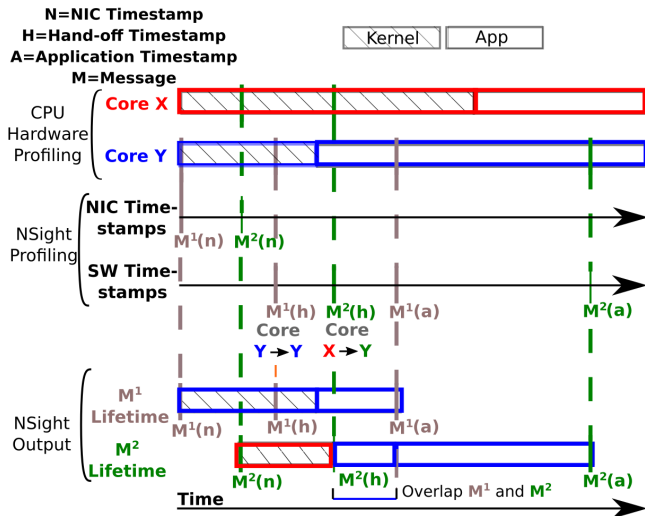 N=NIC Timestamp
H=Hand-off Timestamp
A=Application Timestamp
M=Message
Kernel
App
CPU
Hardware
Profiling
Core X
Core Y
NSight
Profiling
NIC Time-
stamps
M¹(n)
M²(n)
SW Time-
stamps
M¹(h)
M²(h)
M¹(a)
M²(a)
Core
Y Y
Core
X Y
NSight
Output
M¹
Lifetime
M¹(n)
M¹(h)
M¹(a)
M²
Lifetime
M²(n)
M²(h)
M²(a)
Overlap M¹ and M²
Time